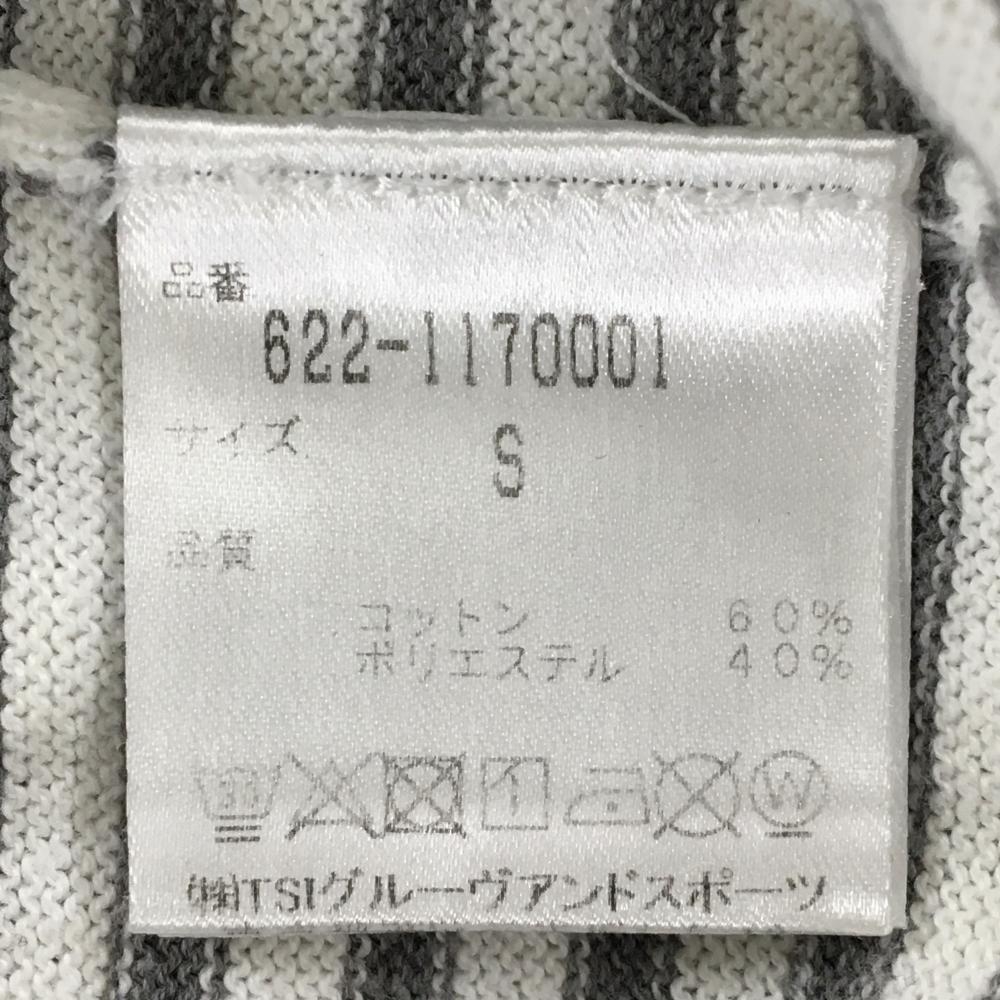 品番
622-1170001
サイズ S
品質
コットン 60%
ポリエステル 40%
30 W
㈱TSIグルーヴアンドスポーツ